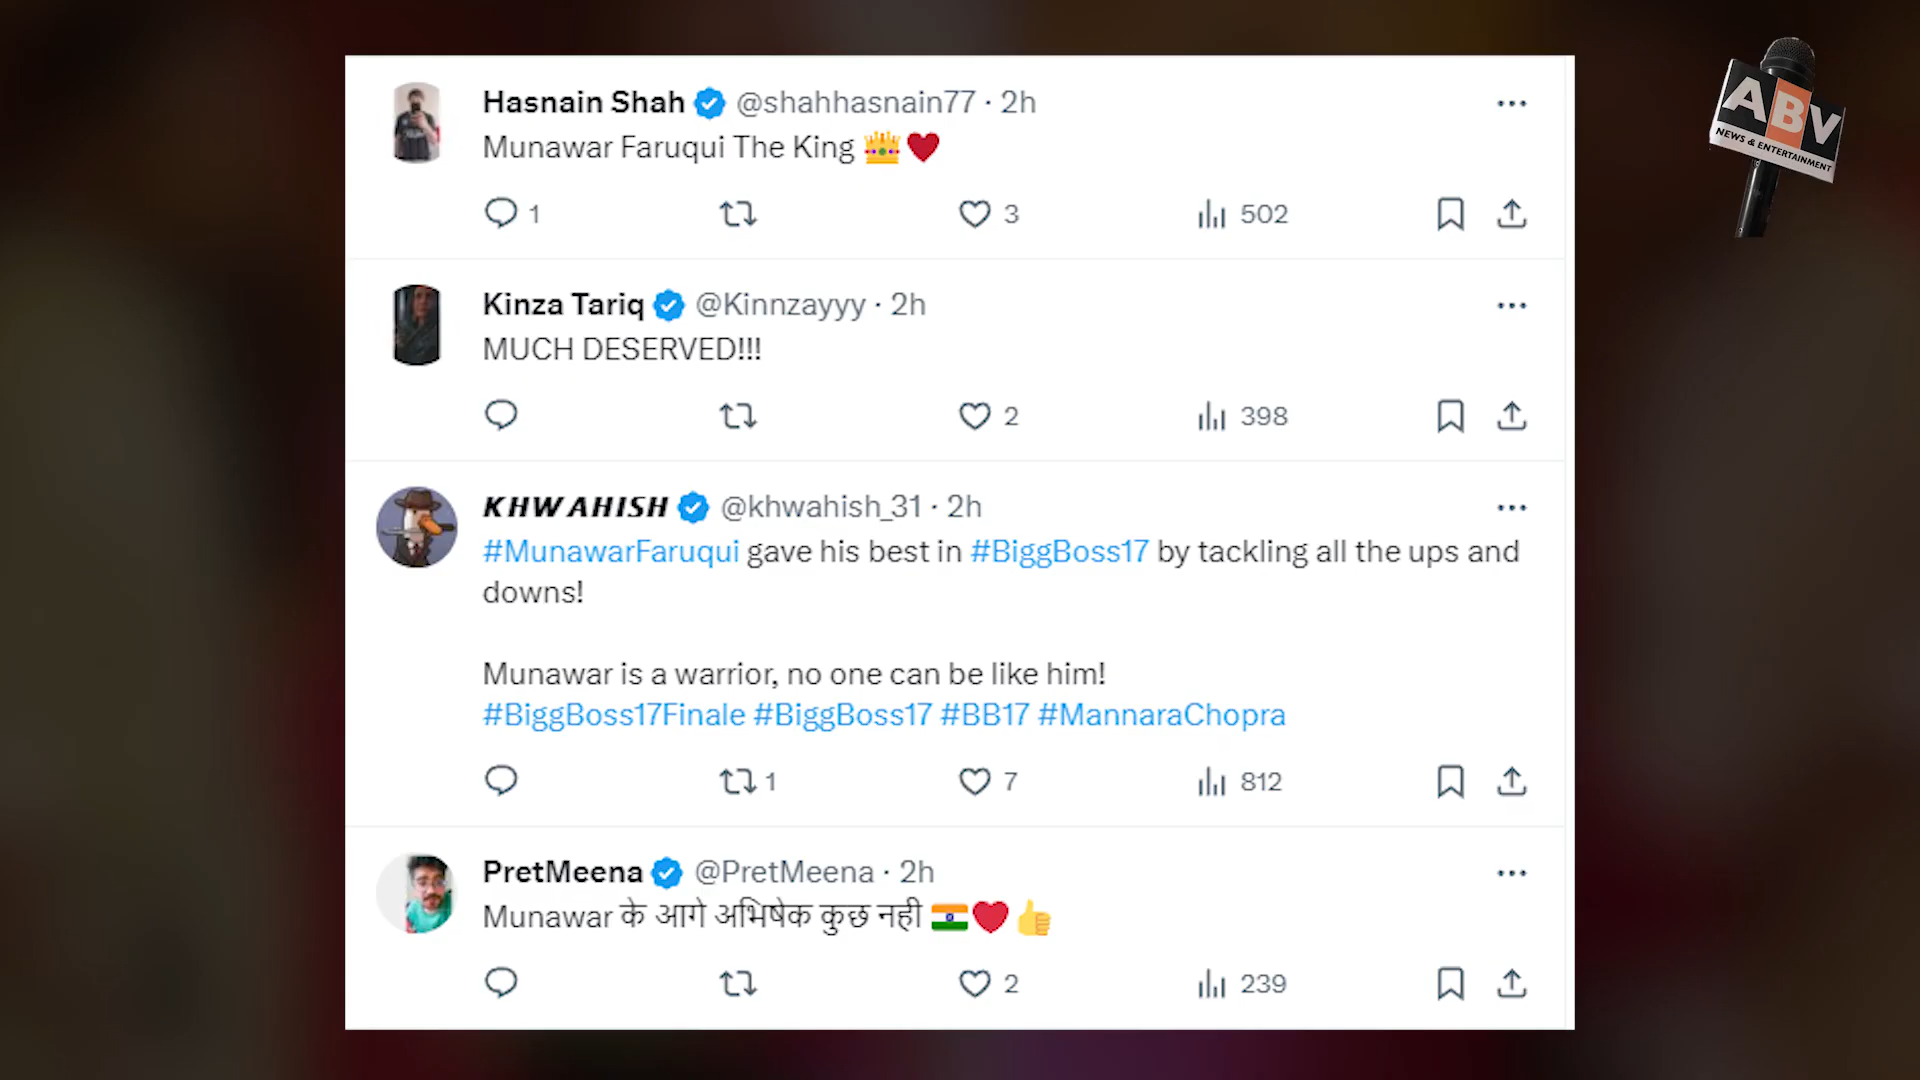 Hasnain Shah @shahhasnain77 · 2h
Munawar Faruqui The King 👑❤️
1 3 502
Kinza Tariq @Kinnzayyy · 2h
MUCH DESERVED!!!
2 398
KHWAHISH @khwahish_31 · 2h
#MunawarFaruqui gave his best in #BiggBoss17 by tackling all the ups and
downs!
Munawar is a warrior, no one can be like him!
#BiggBoss17Finale #BiggBoss17 #BB17 #MannaraChopra
1 7 812
PretMeena @PretMeena · 2h
Munawar के आगे अभिषेक कुछ नही 🇮🇳❤️👍
2 239
ABV
NEWS & ENTERTAINMENT